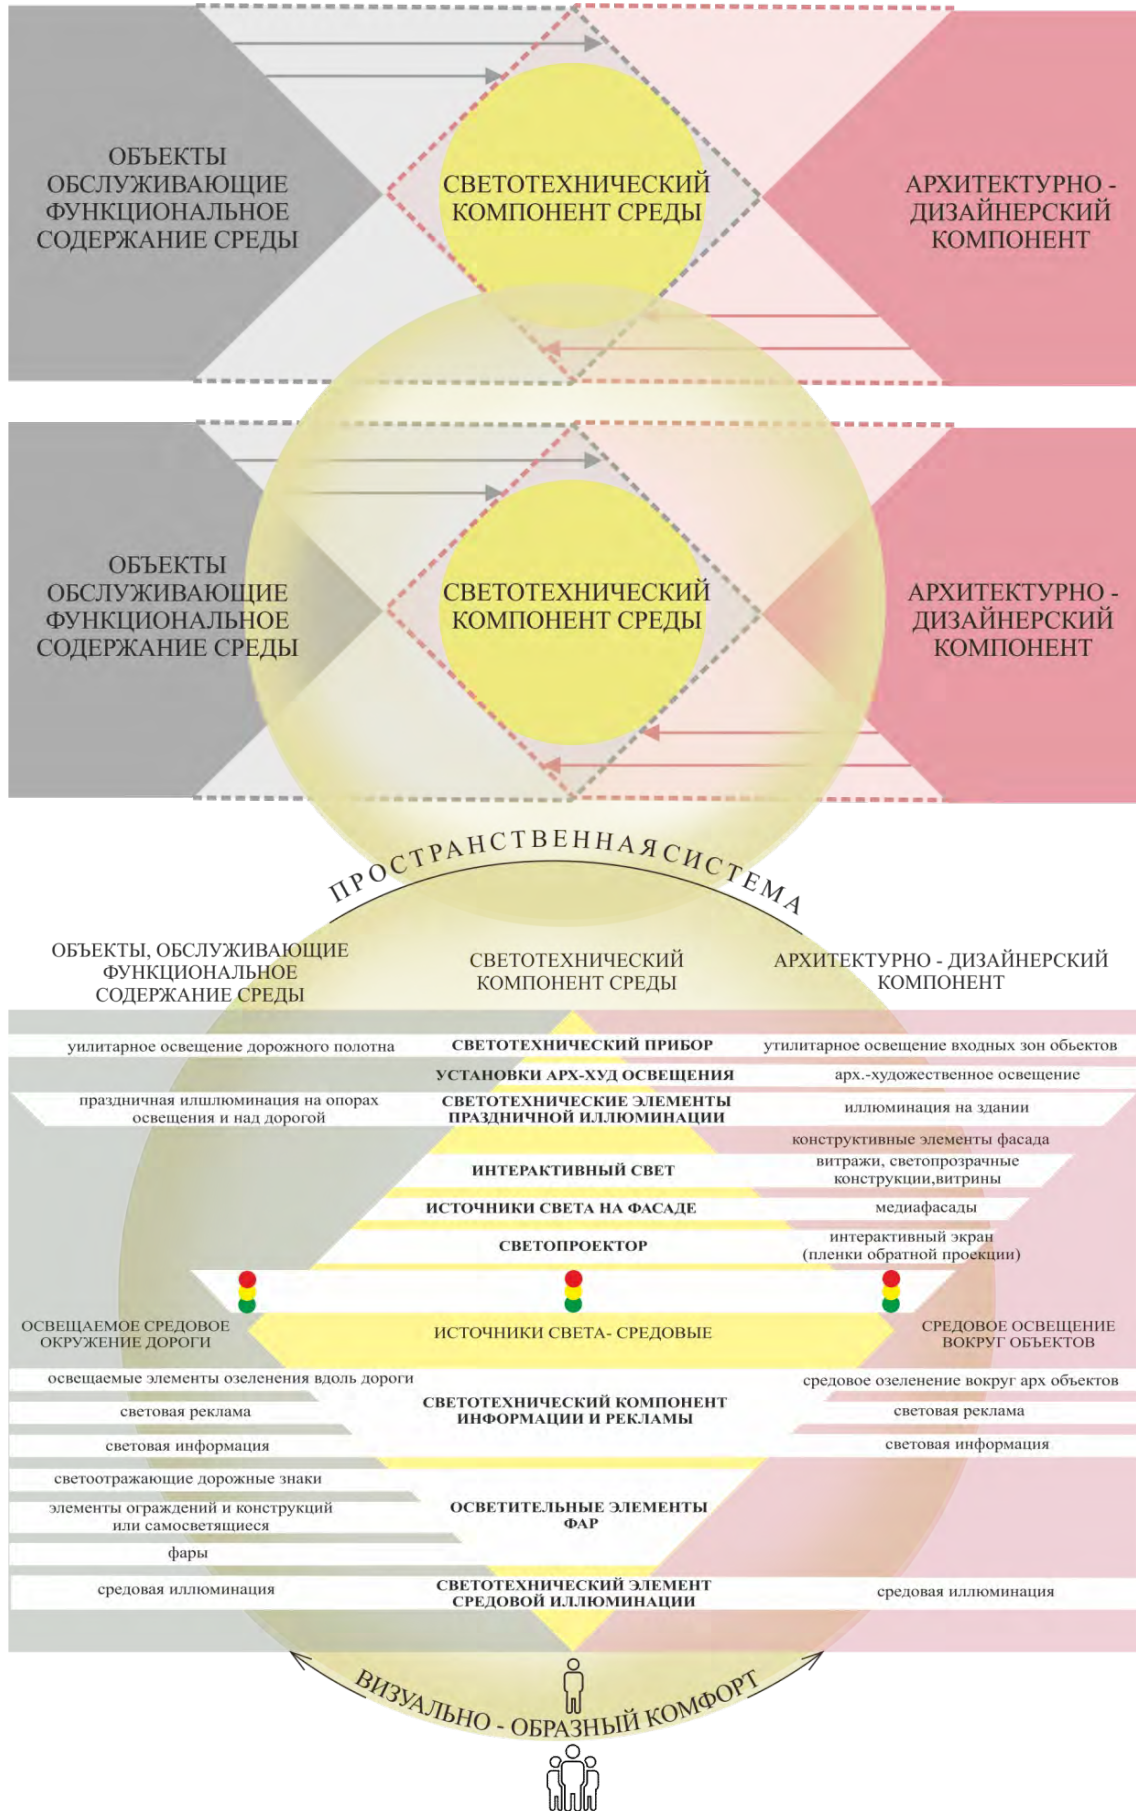 ОБЪЕКТЫ
ОБСЛУЖИВАЮЩИЕ
ФУНКЦИОНАЛЬНОЕ
СОДЕРЖАНИЕ СРЕДЫ
СВЕТОТЕХНИЧЕСКИЙ
КОМПОНЕНТ СРЕДЫ
АРХИТЕКТУРНО -
ДИЗАЙНЕРСКИЙ
КОМПОНЕНТ
ОБЪЕКТЫ
ОБСЛУЖИВАЮЩИЕ
ФУНКЦИОНАЛЬНОЕ
СОДЕРЖАНИЕ СРЕДЫ
СВЕТОТЕХНИЧЕСКИЙ
КОМПОНЕНТ СРЕДЫ
АРХИТЕКТУРНО -
ДИЗАЙНЕРСКИЙ
КОМПОНЕНТ
ПРОСТРАНСТВЕННАЯСИСТЕМА
ОБЪЕКТЫ, ОБСЛУЖИВАЮЩИЕ
ФУНКЦИОНАЛЬНОЕ
СОДЕРЖАНИЕ СРЕДЫ
СВЕТОТЕХНИЧЕСКИЙ
КОМПОНЕНТ СРЕДЫ
АРХИТЕКТУРНО - ДИЗАЙНЕРСКИЙ
КОМПОНЕНТ
уилитарное освещение дорожного полотна
СВЕТОТЕХНИЧЕСКИЙ ПРИБОР
утилитарное освещение входных зон обьектов
УСТАНОВКИ АРХ-ХУД ОСВЕЩЕНИЯ
арх.-художественное освещение
праздничная илшлюминация на опорах
освещения и над дорогой
СВЕТОТЕХНИЧЕСКИЕ ЭЛЕМЕНТЫ
ПРАЗДНИЧНОЙ ИЛЛЮМИНАЦИИ
иллюминация на здании
конструктивные элементы фасада
ИНТЕРАКТИВНЫЙ СВЕТ
витражи, светопрозрачные
конструкции,витрины
ИСТОЧНИКИ СВЕТА НА ФАСАДЕ
медиафасады
СВЕТОПРОЕКТОР
интерактивный экран
(пленки обратной проекции)
ОСВЕЩАЕМОЕ СРЕДОВОЕ
ОКРУЖЕНИЕ ДОРОГИ
ИСТОЧНИКИ СВЕТА- СРЕДОВЫЕ
СРЕДОВОЕ ОСВЕЩЕНИЕ
ВОКРУГ ОБЪЕКТОВ
освещаемые элементы озеленения вдоль дороги
СВЕТОТЕХНИЧЕСКИЙ КОМПОНЕНТ
ИНФОРМАЦИИ И РЕКЛАМЫ
средовое озеленение вокруг арх объектов
световая реклама
световая реклама
световая информация
световая информация
светоотражающие дорожные знаки
элементы ограждений и конструкций
или самосветящиеся
ОСВЕТИТЕЛЬНЫЕ ЭЛЕМЕНТЫ
ФАР
фары
средовая иллюминация
СВЕТОТЕХНИЧЕСКИЙ ЭЛЕМЕНТ
СРЕДОВОЙ ИЛЛЮМИНАЦИИ
средовая иллюминация
ВИЗУАЛЬНО - ОБРАЗНЫЙ КОМФОРТ